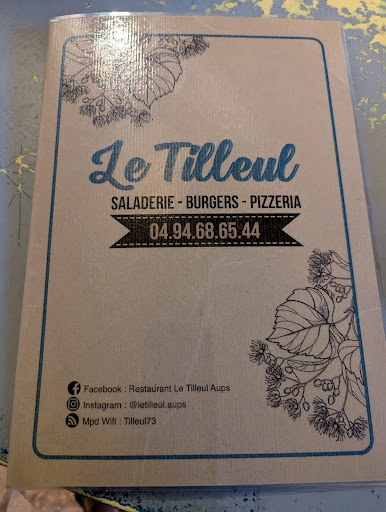 Le Tilleul
SALADERIE - BURGERS - PIZZERIA
04.94.68.65.44
Facebook : Restaurant Le Tilleul Aups
Instagram : @letilleul.aups
Mpd Wifi : Tilleul73